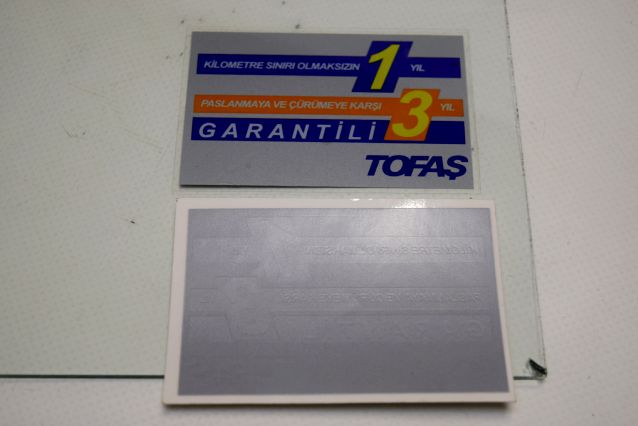 KİLOMETRE SINIRI OLMAKSIZIN 1 YIL
PASLANMAYA VE ÇÜRÜMEYE KARŞI 3 YIL
GARANTİLİ
TOFAŞ